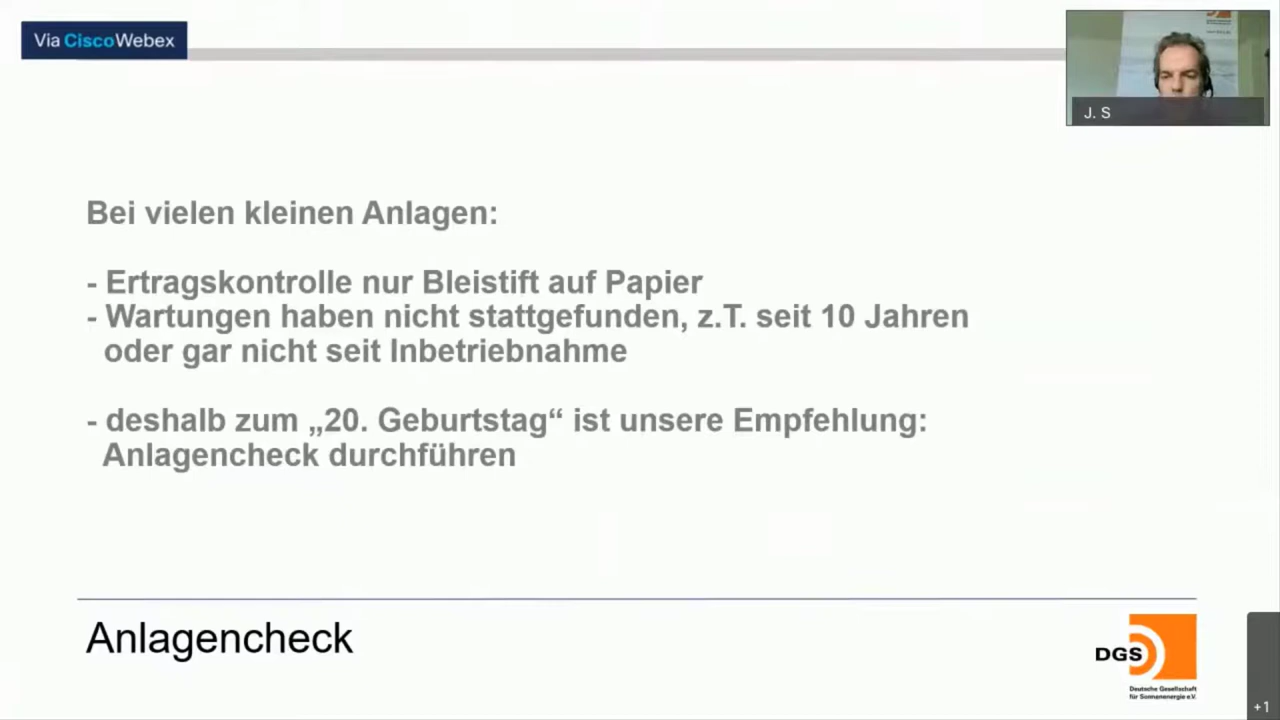 Via CiscoWebex
J. S
Bei vielen kleinen Anlagen:
- Ertragskontrolle nur Bleistift auf Papier
- Wartungen haben nicht stattgefunden, z.T. seit 10 Jahren
oder gar nicht seit Inbetriebnahme
- deshalb zum „20. Geburtstag“ ist unsere Empfehlung:
Anlagencheck durchführen
Anlagencheck
DGS
Deutsche Gesellschaft
für Sonnenenergie e.V.
+1